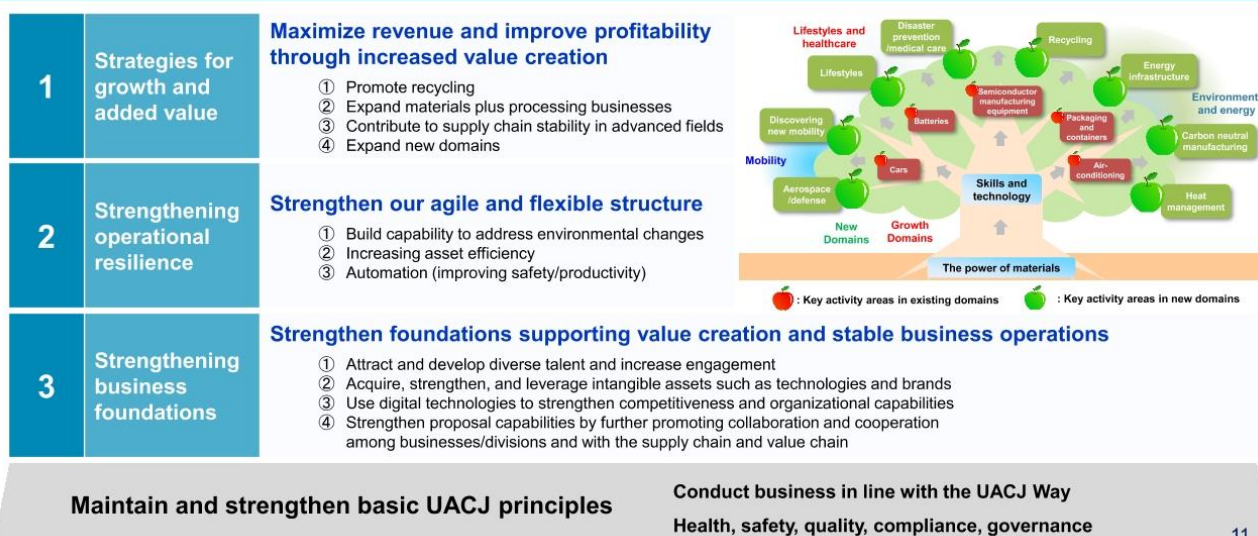 1
Strategies for
growth and
added value
Maximize revenue and improve profitability
through increased value creation
① Promote recycling
② Expand materials plus processing businesses
③ Contribute to supply chain stability in advanced fields
④ Expand new domains
2
Strengthening
operational
resilience
Strengthen our agile and flexible structure
① Build capability to address environmental changes
② Increasing asset efficiency
③ Automation (improving safety/productivity)
Lifestyles and
healthcare
Disaster
prevention
/medical care
Recycling
Lifestyles
Energy
infrastructure
Semiconductor
manufacturing
equipment
Environment
and energy
Batteries
Packaging
and
containers
Discovering
new mobility
Carbon neutral
manufacturing
Mobility
Cars
Air-
conditioning
Aerospace
/defense
Skills and
technology
Heat
management
New
Domains
Growth
Domains
The power of materials
: Key activity areas in existing domains
: Key activity areas in new domains
3
Strengthening
business
foundations
Strengthen foundations supporting value creation and stable business operations
① Attract and develop diverse talent and increase engagement
② Acquire, strengthen, and leverage intangible assets such as technologies and brands
③ Use digital technologies to strengthen competitiveness and organizational capabilities
④ Strengthen proposal capabilities by further promoting collaboration and cooperation
among businesses/divisions and with the supply chain and value chain
Maintain and strengthen basic UACJ principles
Conduct business in line with the UACJ Way
Health, safety, quality, compliance, governance
11